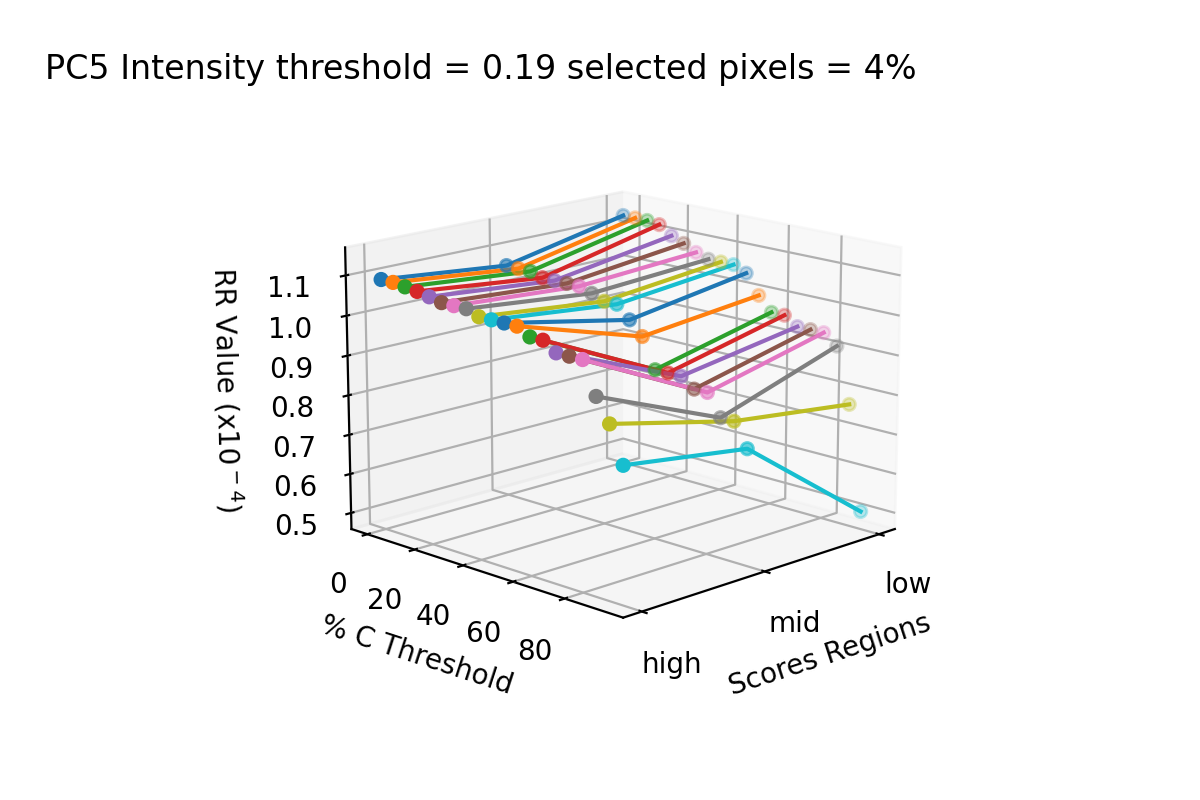 PC5 Intensity threshold = 0.19 selected pixels = 4%
RR Value (x10⁻⁴)
1.1
1.0
0.9
0.8
0.7
0.6
0.5
0
20
40
60
80
% C Threshold
high
mid
low
Scores Regions